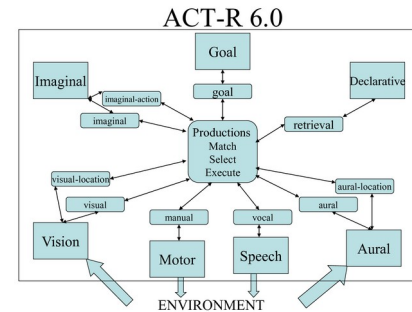 ACT-R 6.0
Goal
Imaginal
Declarative
imaginal-action
goal
imaginal
retrieval
Productions
Match
Select
Execute
visual-location
aural-location
visual
aural
manual
vocal
Vision
Motor
Speech
Aural
ENVIRONMENT